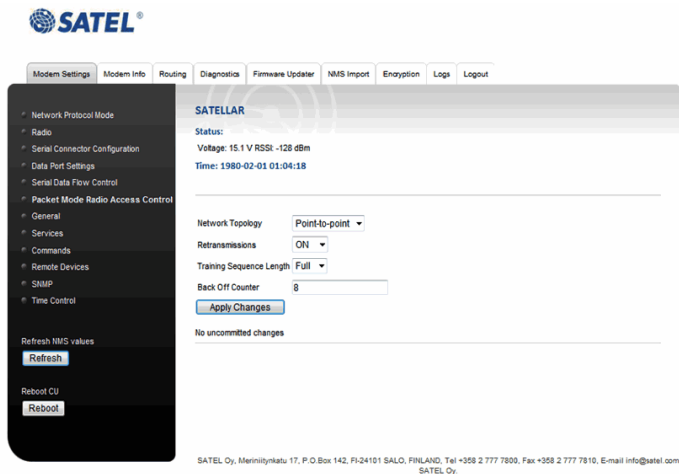 SATEL®
Modem Settings Modem Info Routing Diagnostics Firmware Updater NMS Import Encryption Logs Logout
Network Protocol Mode
Radio
Serial Connector Configuration
Data Port Settings
Serial Data Flow Control
Packet Mode Radio Access Control
General
Services
Commands
Remote Devices
SNMP
Time Control
Refresh NMS values
Refresh
Reboot CU
Reboot
SATELLAR
Status:
Voltage: 15.1 V RSSI: -128 dBm
Time: 1980-02-01 01:04:18
Network Topology Point-to-point
Retransmissions ON
Training Sequence Length Full
Back Off Counter 8
Apply Changes
No uncommitted changes
SATEL Oy, Meriniitynkatu 17, P.O.Box 142, FI-24101 SALO, FINLAND, Tel +358 2 777 7800, Fax +358 2 777 7810, E-mail info@satel.com
SATEL Oy.